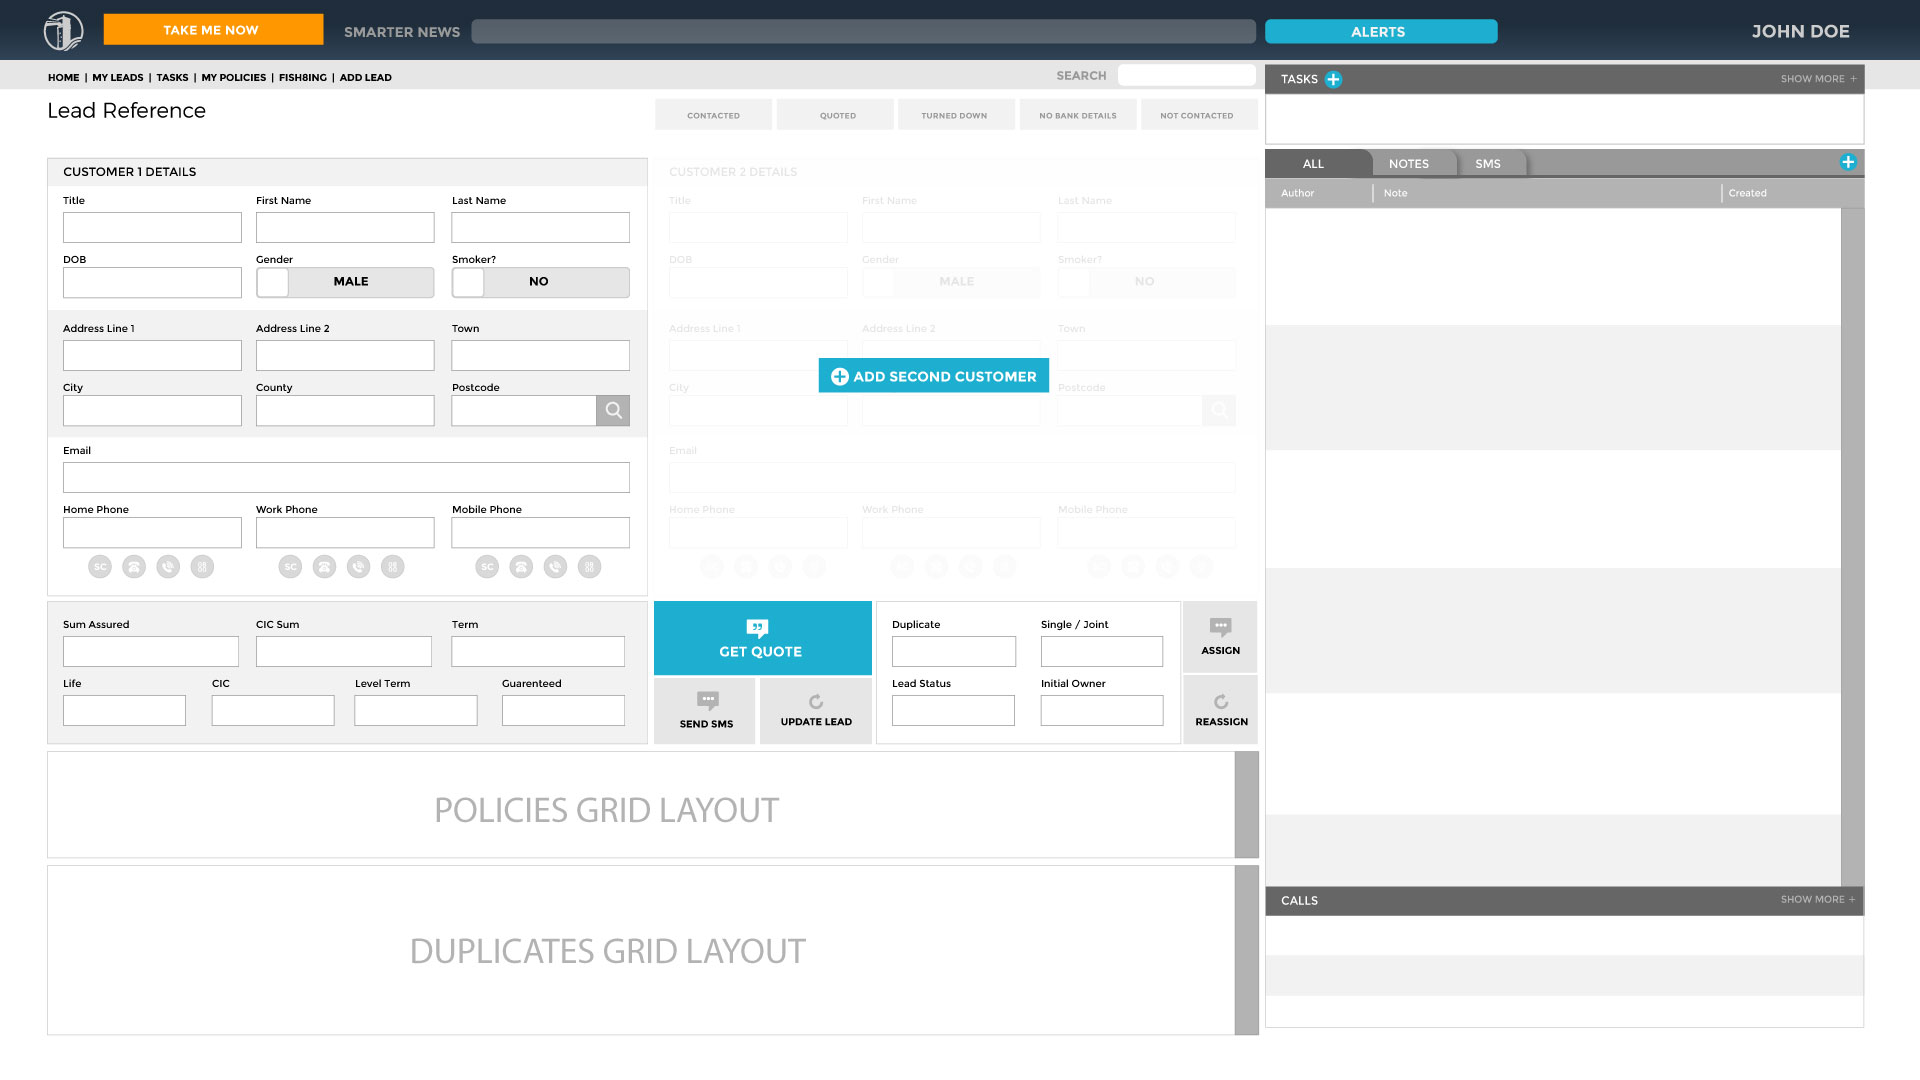 TAKE ME NOW
SMARTER NEWS
ALERTS
JOHN DOE
HOME | MY LEADS | TASKS | MY POLICIES | FISH8ING | ADD LEAD
SEARCH
Lead Reference
CONTACTED
QUOTED
TURNED DOWN
NO BANK DETAILS
NOT CONTACTED
CUSTOMER 1 DETAILS
Title First Name Last Name
DOB Gender Smoker?
MALE NO
Address Line 1 Address Line 2 Town
City County Postcode
Email
Home Phone Work Phone Mobile Phone
SC SC SC
CUSTOMER 2 DETAILS
Title First Name Last Name
DOB Gender Smoker?
MALE NO
Address Line 1 Address Line 2 Town
ADD SECOND CUSTOMER
City Postcode
Email
Home Phone Work Phone Mobile Phone
SC SC SC
Sum Assured CIC Sum Term
Life CIC Level Term Guarenteed
GET QUOTE
SEND SMS
UPDATE LEAD
Duplicate Single / Joint
Lead Status Initial Owner
ASSIGN
REASSIGN
POLICIES GRID LAYOUT
DUPLICATES GRID LAYOUT
TASKS
SHOW MORE +
ALL NOTES SMS
Author Note Created
CALLS
SHOW MORE +